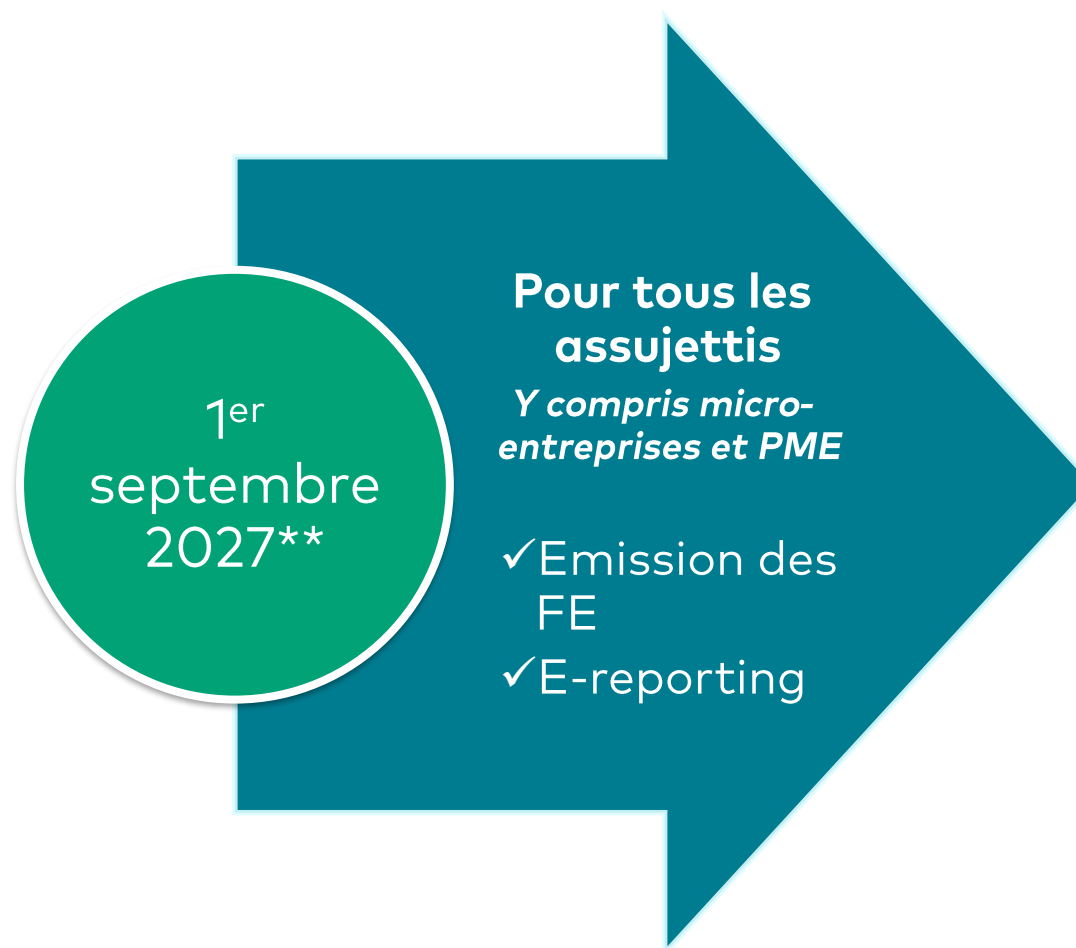 1er
septembre
2027**
Pour tous les
assujettis
Y compris micro-
entreprises et PME
✓Emission des
FE
✓E-reporting